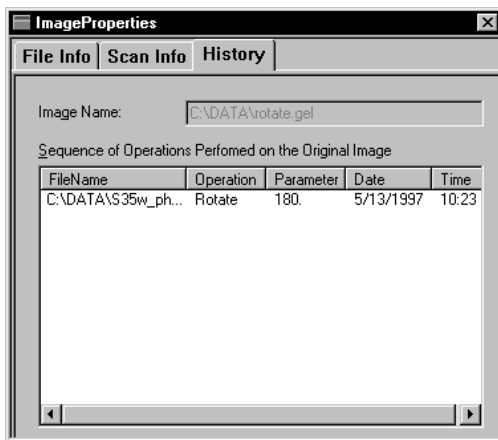 ImageProperties
File Info Scan Info History
Image Name: C:\DATA\rotate.gel
Sequence of Operations Perfomed on the Original Image
FileName Operation Parameter Date Time
C:\DATA\S35w_ph... Rotate 180. 5/13/1997 10:23